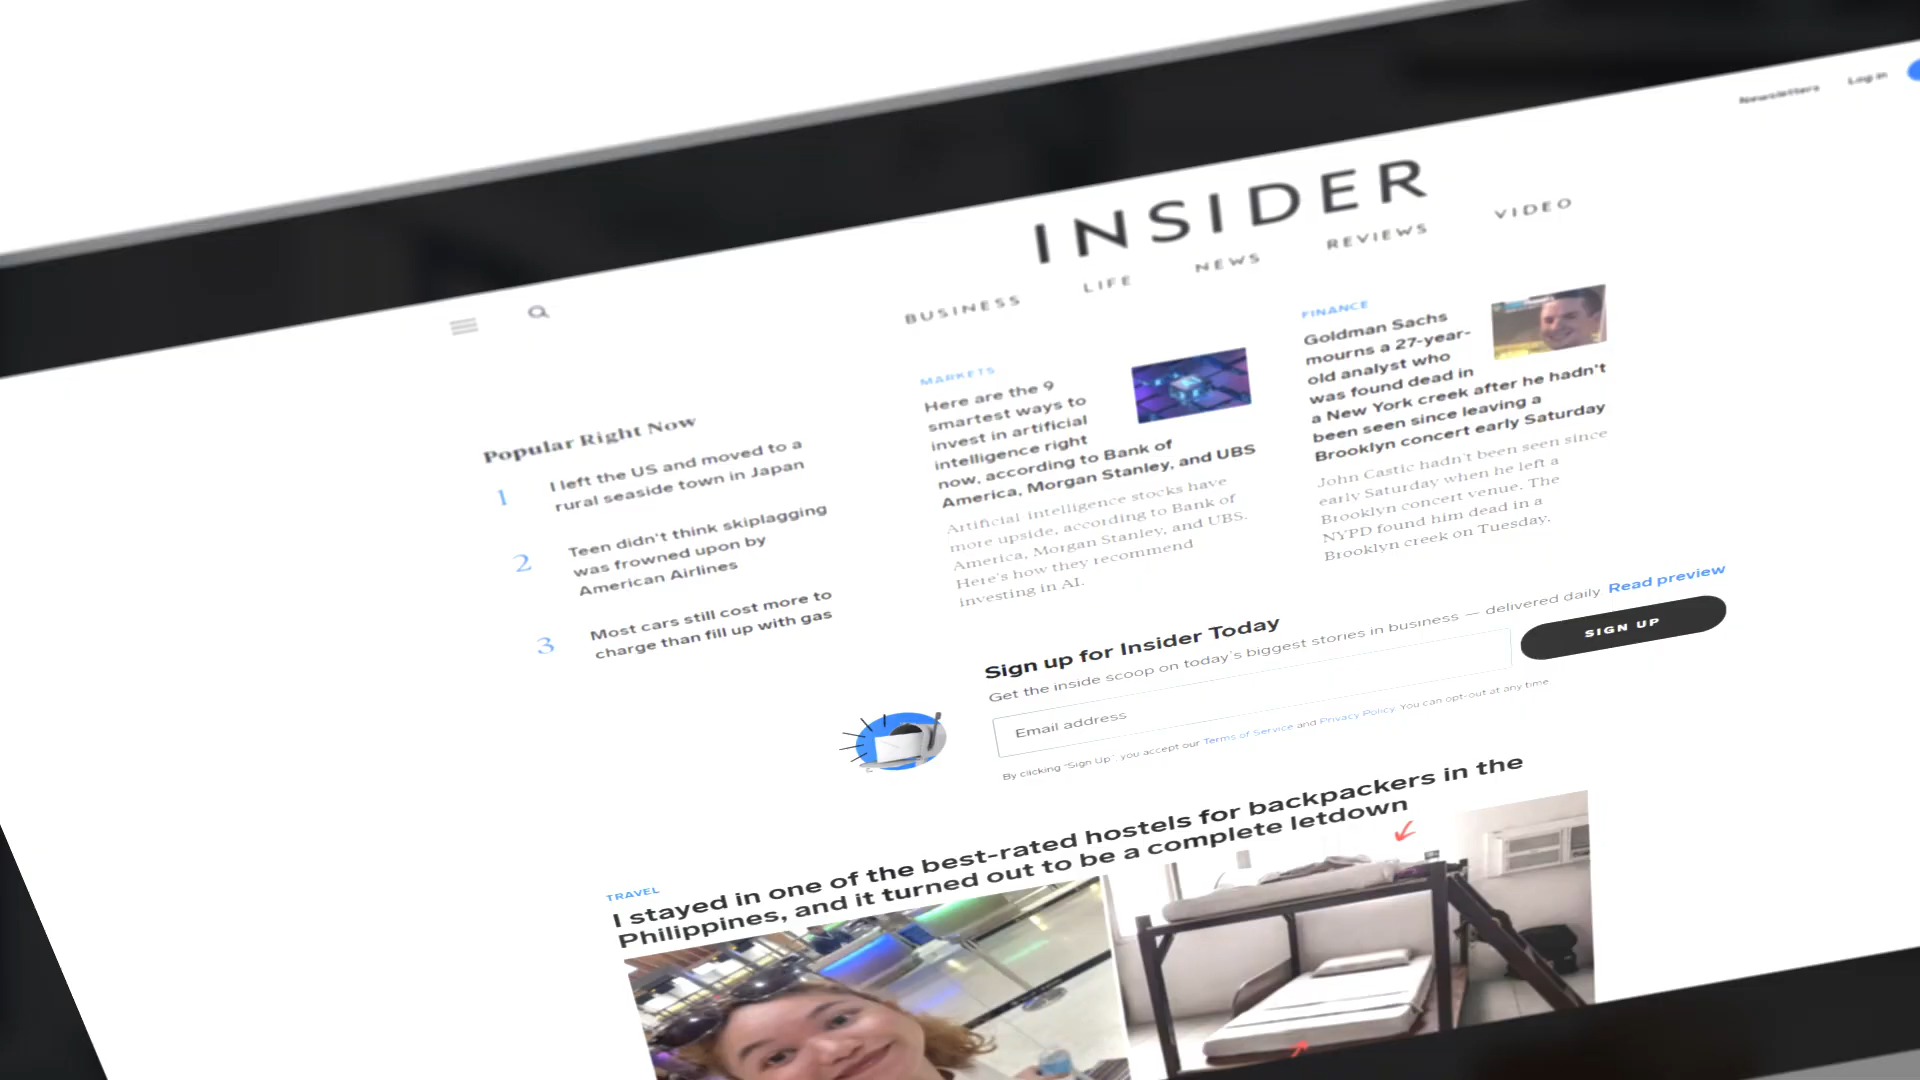 Newsletters
Log in
INSIDER
BUSINESS
LIFE
NEWS
REVIEWS
VIDEO
Popular Right Now
1
I left the US and moved to a
rural seaside town in Japan
2
Teen didn't think skiplagging
was frowned upon by
American Airlines
3
Most cars still cost more to
charge than fill up with gas
MARKETS
Here are the 9
smartest ways to
invest in artificial
intelligence right
now, according to Bank of
America, Morgan Stanley, and UBS
Artificial intelligence stocks have
more upside, according to Bank of
America, Morgan Stanley, and UBS.
Here's how they recommend
investing in AI.
FINANCE
Goldman Sachs
mourns a 27-year-
old analyst who
was found dead in
a New York creek after he hadn't
been seen since leaving a
Brooklyn concert early Saturday
John Castic hadn't been seen since
early Saturday when he left a
Brooklyn concert venue. The
NYPD found him dead in a
Brooklyn creek on Tuesday.
Sign up for Insider Today
Get the inside scoop on today's biggest stories in business — delivered daily
Read preview
Email address
SIGN UP
By clicking "Sign Up", you accept our Terms of Service and Privacy Policy. You can opt-out at any time.
TRAVEL
I stayed in one of the best-rated hostels for backpackers in the
Philippines, and it turned out to be a complete letdown